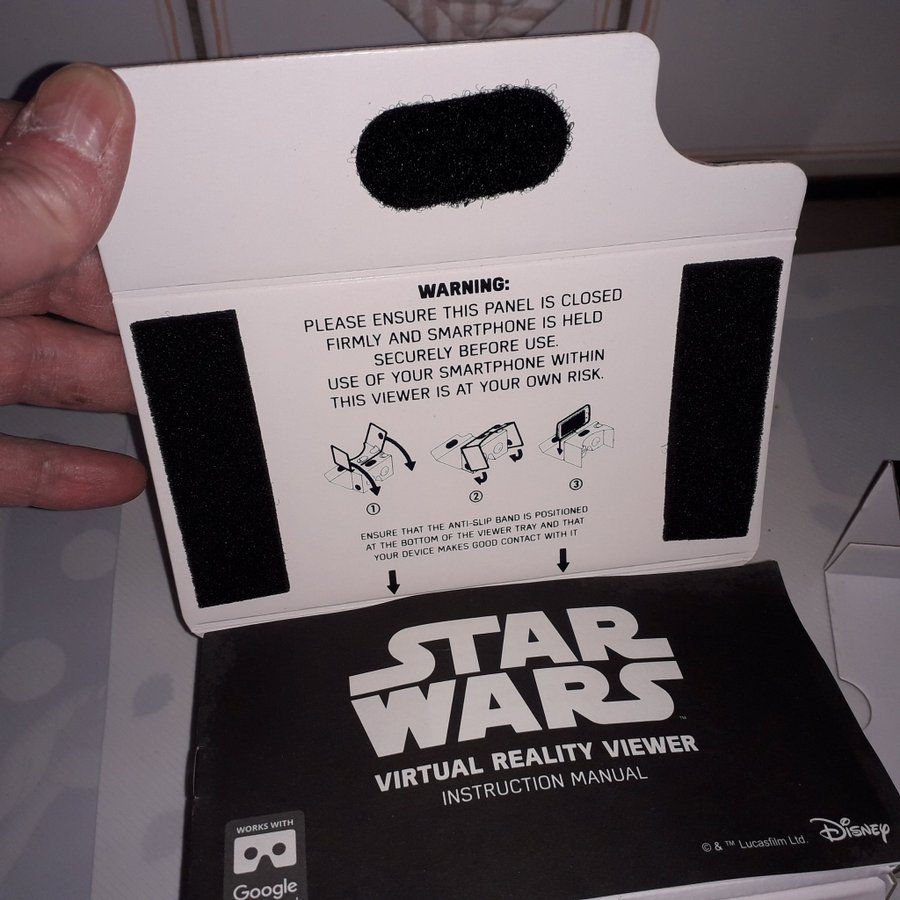 WARNING:
PLEASE ENSURE THIS PANEL IS CLOSED
FIRMLY AND SMARTPHONE IS HELD
SECURELY BEFORE USE.
USE OF YOUR SMARTPHONE WITHIN
THIS VIEWER IS AT YOUR OWN RISK.
1 2 3
ENSURE THAT THE ANTI-SLIP BAND IS POSITIONED
AT THE BOTTOM OF THE VIEWER TRAY AND THAT
YOUR DEVICE MAKES GOOD CONTACT WITH IT
STAR
WARS™
VIRTUAL REALITY VIEWER
INSTRUCTION MANUAL
WORKS WITH
Google
© & ™ Lucasfilm Ltd. Disney